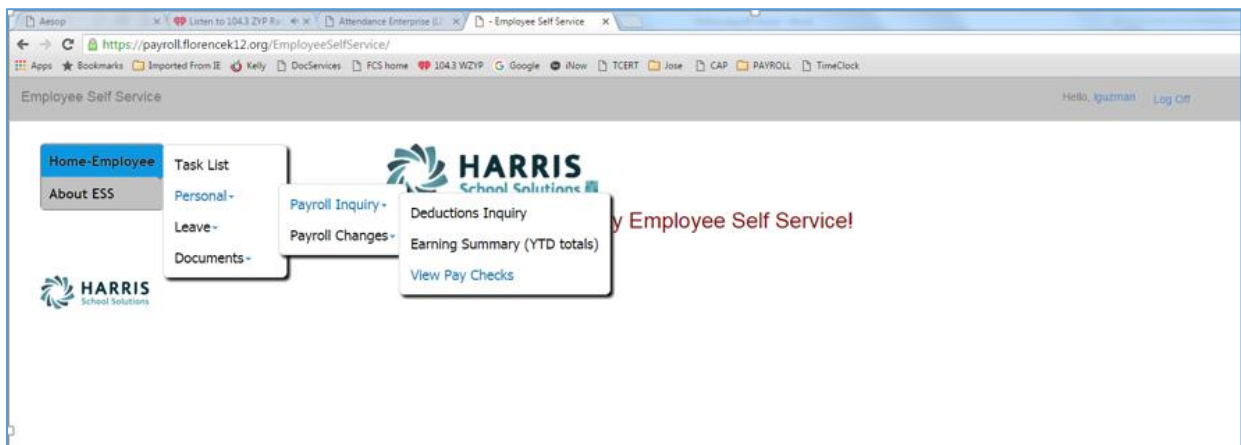 Aesop
Listen to 104.3 ZYP R
Attendance Enterprise (
- Employee Self Service
https://payroll.florencek12.org/EmployeeSelfService/
Apps Bookmarks Imported From IE Kelly DocServices FCS home 104.3 WZYP Google iNow TCERT Jose CAP PAYROLL TimeClock
Employee Self Service
Hello, lguzman Log Off
Home-Employee
About ESS
Task List
Personal
Leave
Documents
Payroll Inquiry
Payroll Changes
Deductions Inquiry
Earning Summary (YTD totals)
View Pay Checks
HARRIS
School Solutions
y Employee Self Service!
HARRIS
School Solutions